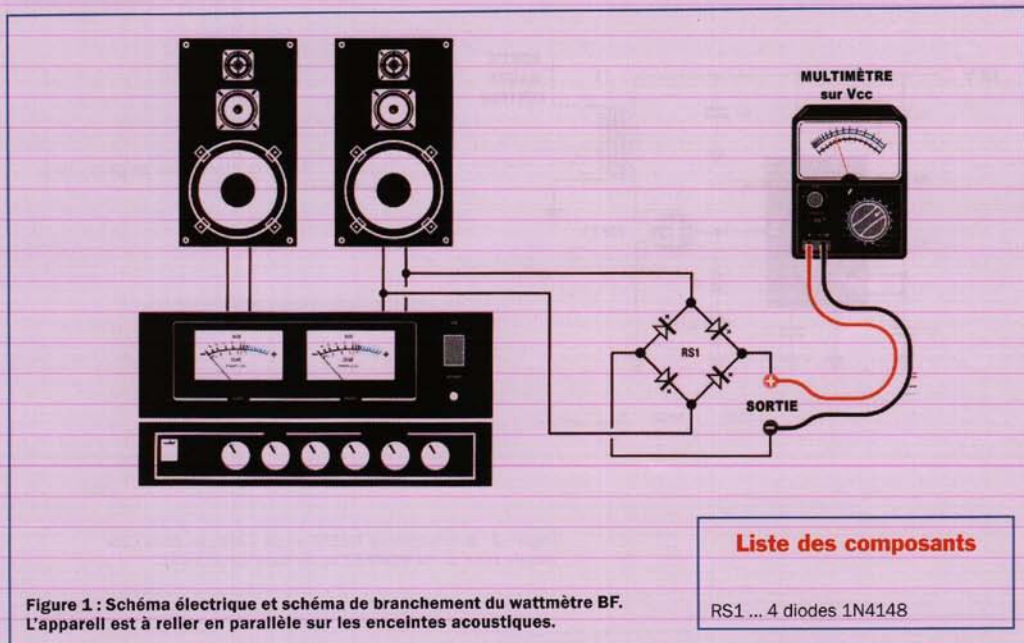 MULTIMÈTRE
sur Vcc
RS1
SORTIE
Liste des composants
RS1 ... 4 diodes 1N4148
Figure 1 : Schéma électrique et schéma de branchement du wattmètre BF.
L'appareil est à relier en parallèle sur les enceintes acoustiques.